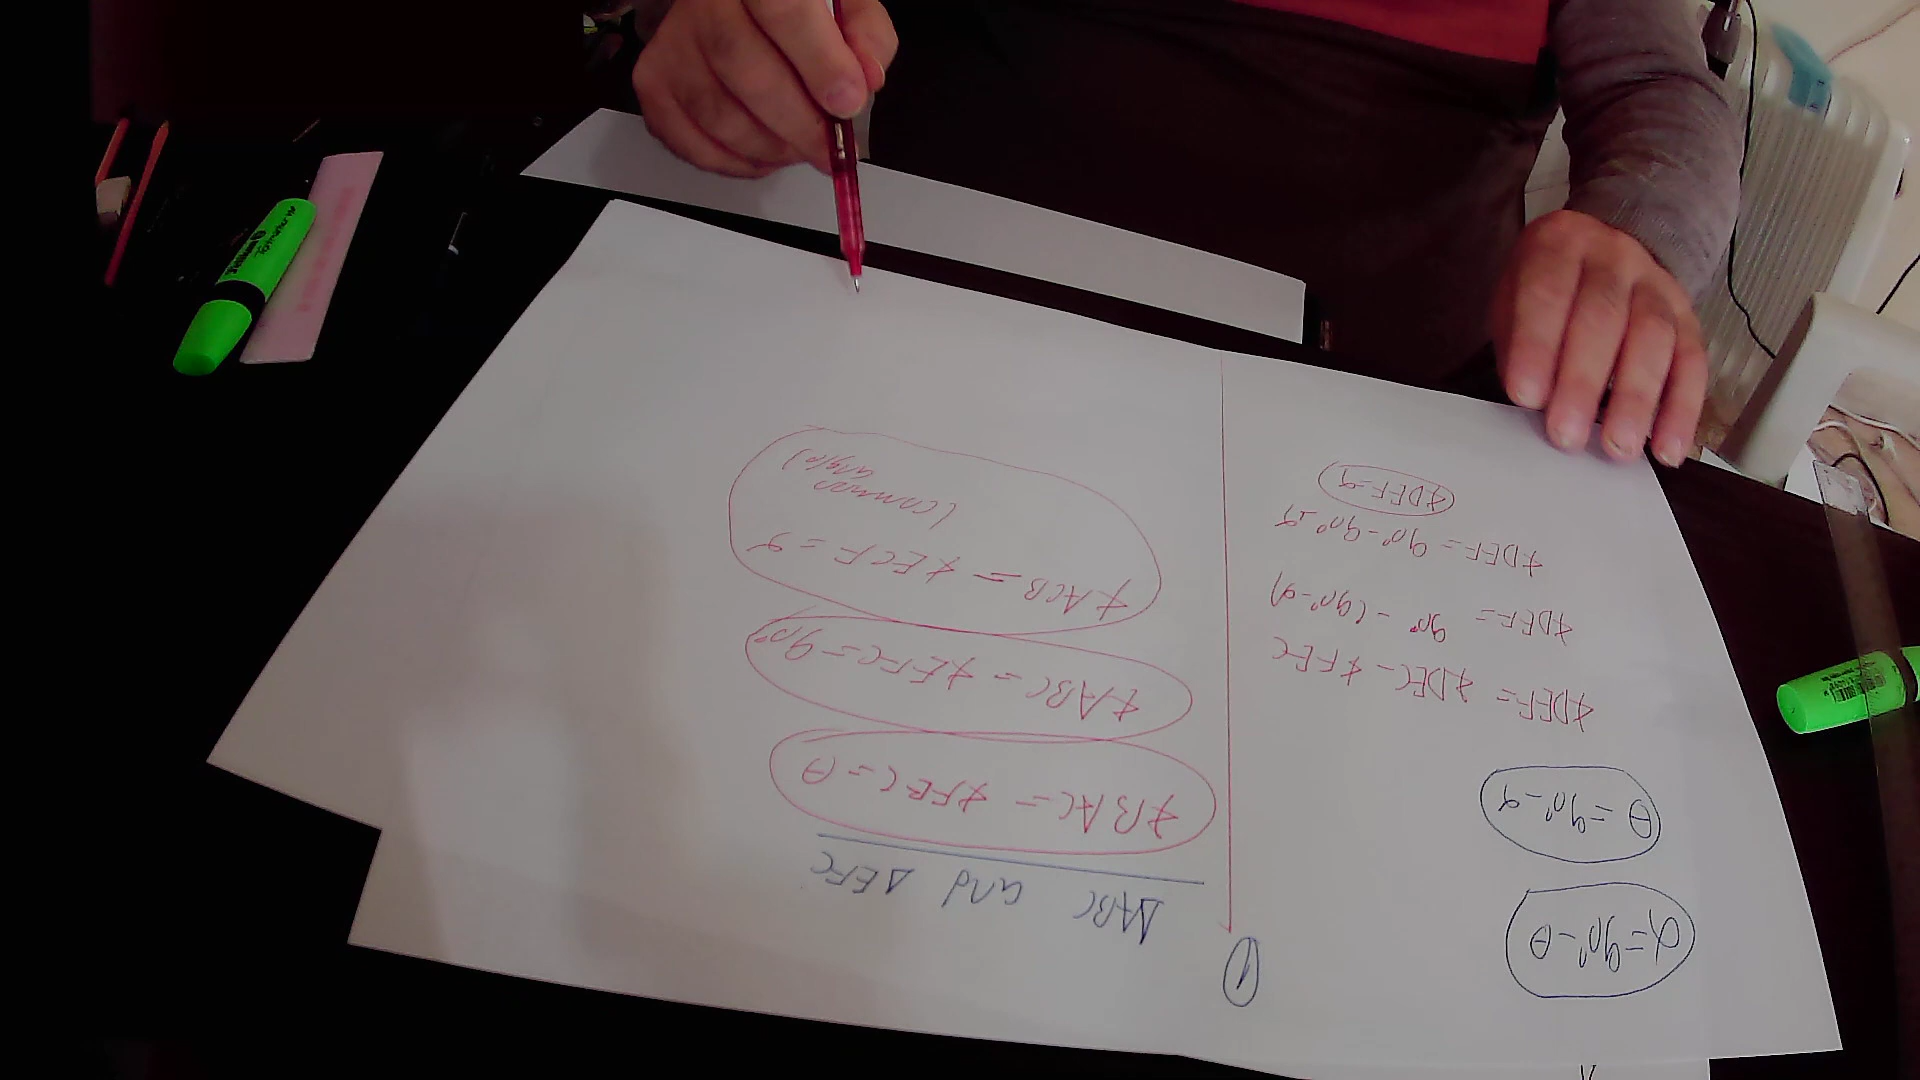 α=90°-θ
θ=90°-α
∡DEF= ∡DEC-∡FEC
∡DEF= 90°-(90°-α)
∡DEF=90°-90°+α
∡DEF=α
1
ΔABC and ΔEFC
∡BAC=∡FEC=θ
∡ABC=∡EFC=90°
∡ACB=∡ECF=α
(common
angle)